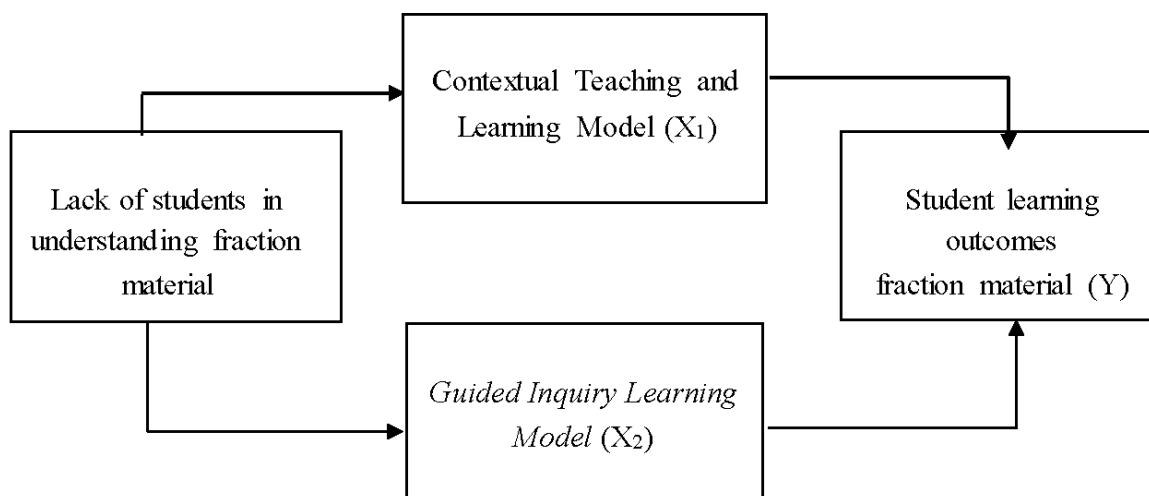 Contextual Teaching and
Learning Model (X₁)
Lack of students in
understanding fraction
material
Student learning
outcomes
fraction material (Y)
Guided Inquiry Learning
Model (X₂)